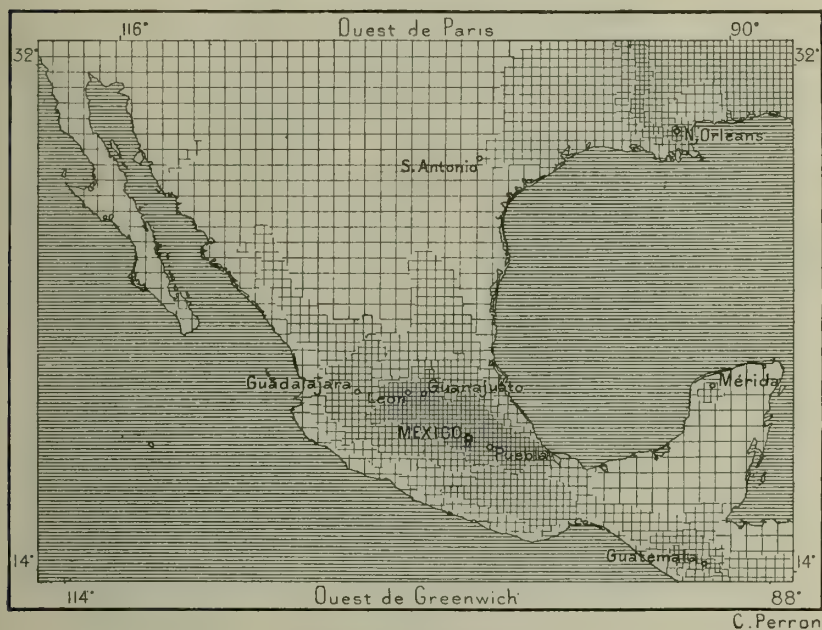 116° Ouest de Paris 90°
32° 32°
N. Orléans
S. Antonio
Guadalajara
Leon
Guanajuato
Mérida
MEXICO
Puebla
Guatemala
14° 14°
114° Ouest de Greenwich 88°
C. Perron